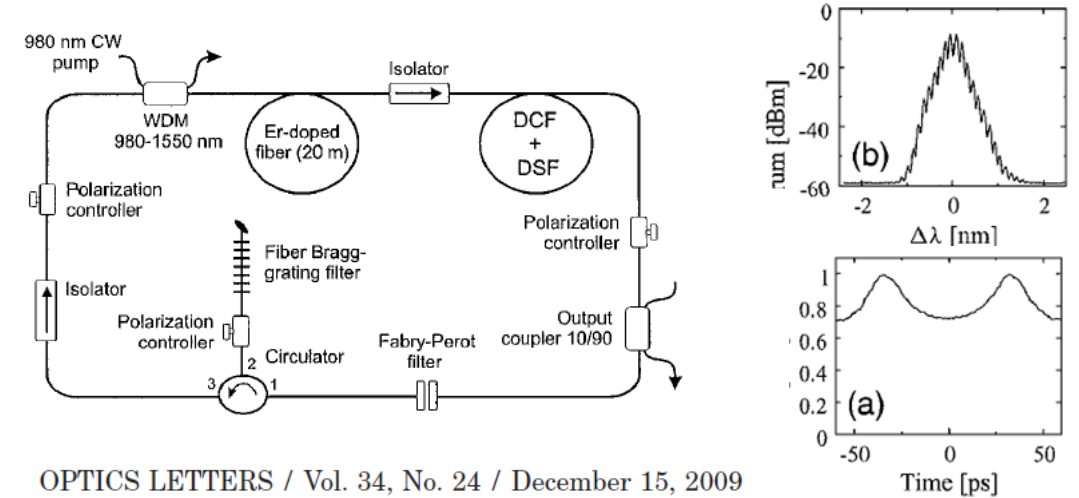 980 nm CW
pump
WDM
980-1550 nm
Er-doped
fiber (20 m)
Isolator
DCF
+
DSF
Polarization
controller
Polarization
controller
Fiber Bragg-
grating filter
Isolator
Polarization
controller
Circulator
1
2
3
Fabry-Perot
filter
Output
coupler 10/90
OPTICS LETTERS / Vol. 34, No. 24 / December 15, 2009
0
-20
-40
-60
[dBm]
(b)
-2
0
2
Δλ [nm]
1
0.8
0.6
0.4
0.2
0
(a)
-50
0
50
Time [ps]